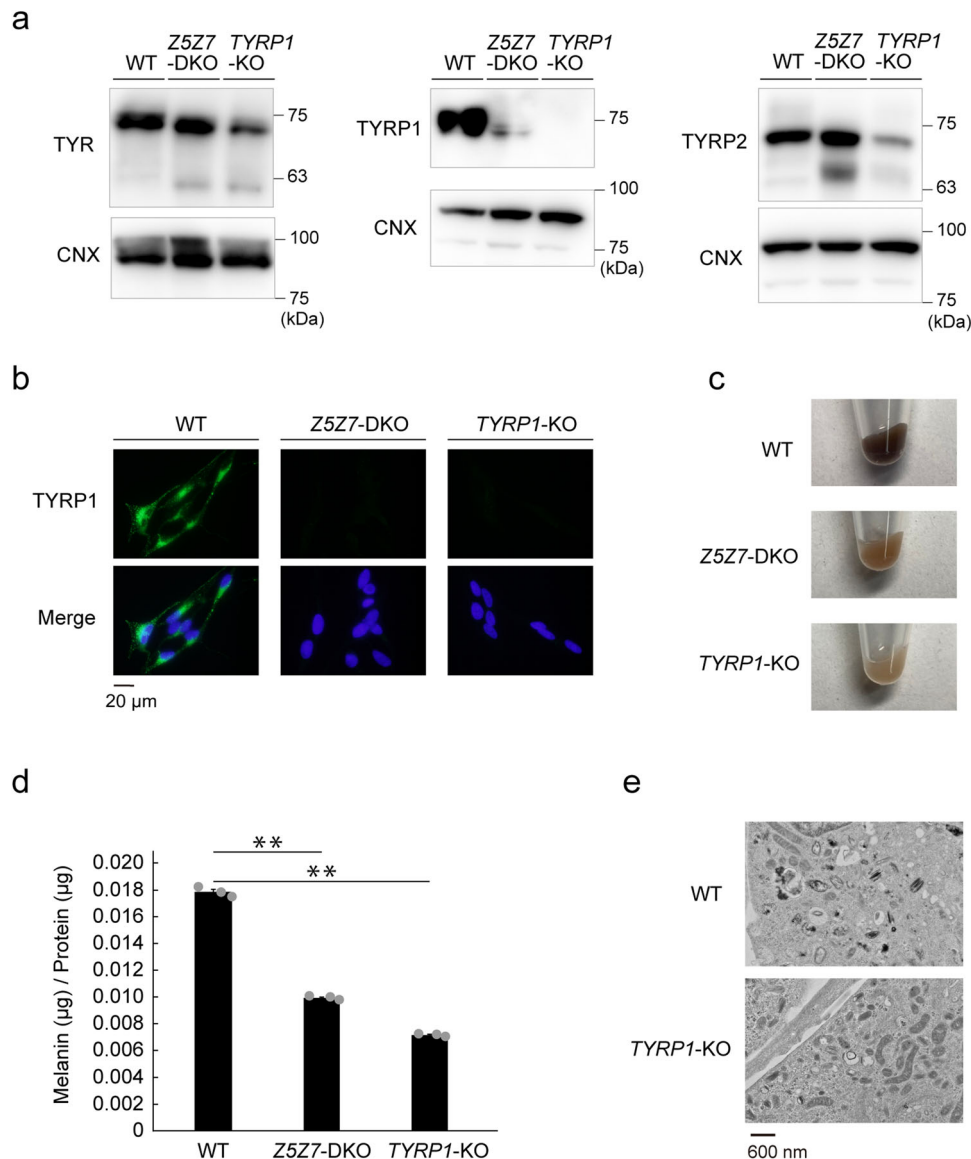 a
WT Z5Z7 -DKO TYRP1 -KO
TYR
75
63
CNX
100
75
(kDa)
WT Z5Z7 -DKO TYRP1 -KO
TYRP1
75
CNX
100
75
(kDa)
WT Z5Z7 -DKO TYRP1 -KO
TYRP2
75
63
CNX
100
75
(kDa)
b
WT Z5Z7-DKO TYRP1-KO
TYRP1
Merge
20 µm
c
WT
Z5Z7-DKO
TYRP1-KO
d
Melanin (µg) / Protein (µg)
**
**
0.020
0.018
0.016
0.014
0.012
0.010
0.008
0.006
0.004
0.002
0
WT Z5Z7-DKO TYRP1-KO
e
WT
TYRP1-KO
600 nm